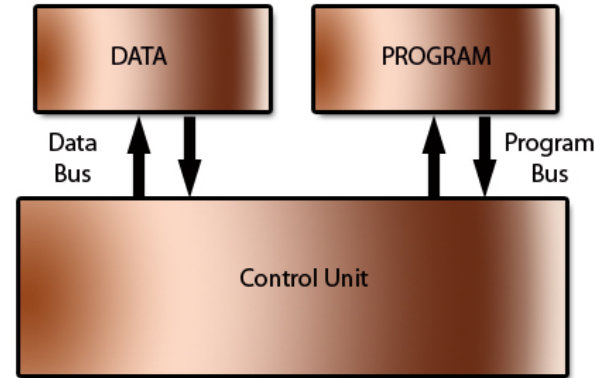 DATA
PROGRAM
Data
Bus
Program
Bus
Control Unit